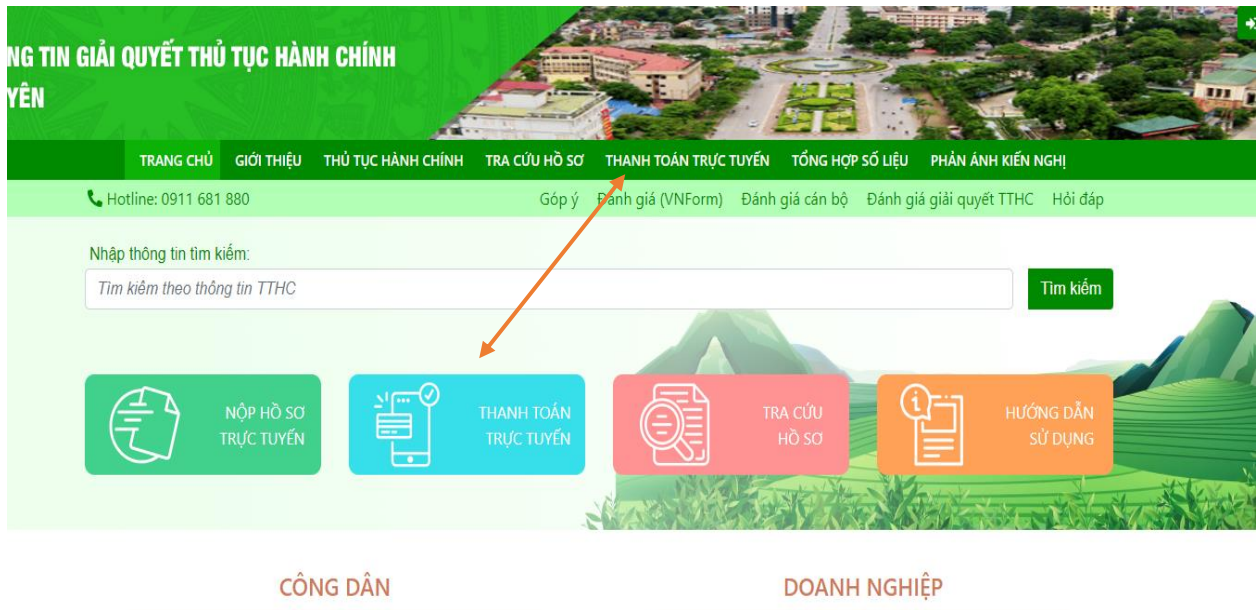 NG TIN GIẢI QUYẾT THỦ TỤC HÀNH CHÍNH
YÊN
TRANG CHỦ GIỚI THIỆU THỦ TỤC HÀNH CHÍNH TRA CỨU HỒ SƠ THANH TOÁN TRỰC TUYẾN TỔNG HỢP SỐ LIỆU PHẢN ÁNH KIẾN NGHỊ
Hotline: 0911 681 880 Góp ý Đánh giá (VNForm) Đánh giá cán bộ Đánh giá giải quyết TTHC Hỏi đáp
Nhập thông tin tìm kiếm:
Tìm kiếm theo thông tin TTHC Tìm kiếm
NỘP HỒ SƠ
TRỰC TUYẾN
THANH TOÁN
TRỰC TUYẾN
TRA CỨU
HỒ SƠ
HƯỚNG DẪN
SỬ DỤNG
CÔNG DÂN DOANH NGHIỆP